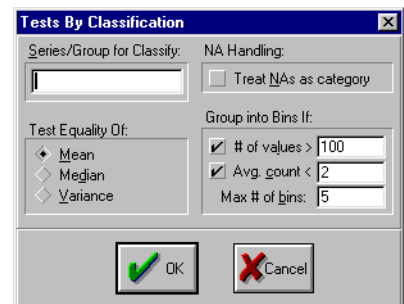 Tests By Classification
Series/Group for Classify:
NA Handling:
Treat NAs as category
Test Equality Of:
Mean
Median
Variance
Group into Bins If:
# of values > 100
Avg. count < 2
Max # of bins: 5
OK
Cancel